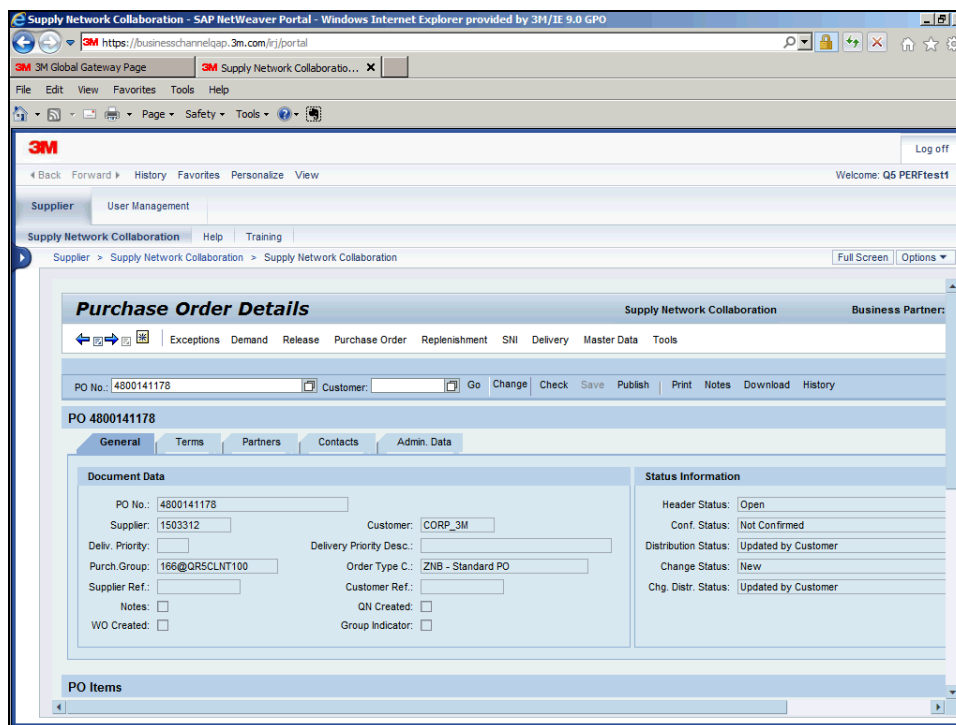 Supply Network Collaboration - SAP NetWeaver Portal - Windows Internet Explorer provided by 3M/IE 9.0 GPO
3M https://businesschannelqap.3m.com/irj/portal
3M 3M Global Gateway Page 3M Supply Network Collaboratio... X
File Edit View Favorites Tools Help
Page Safety Tools
3M Log off
Back Forward History Favorites Personalize View Welcome: Q5 PERFtest1
Supplier User Management
Supply Network Collaboration Help Training
Supplier > Supply Network Collaboration > Supply Network Collaboration Full Screen Options
Purchase Order Details Supply Network Collaboration Business Partner:
Exceptions Demand Release Purchase Order Replenishment SNI Delivery Master Data Tools
PO No.: 4800141178 Customer: Go Change Check Save Publish Print Notes Download History
PO 4800141178
General Terms Partners Contacts Admin. Data
Document Data Status Information
PO No.: 4800141178 Header Status: Open
Supplier: 1503312 Customer: CORP_3M Conf. Status: Not Confirmed
Deliv. Priority: Delivery Priority Desc.: Distribution Status: Updated by Customer
Purch.Group: 166@QR5CLNT100 Order Type C.: ZNB - Standard PO Change Status: New
Supplier Ref.: Customer Ref.: Chg. Distr. Status: Updated by Customer
Notes: QN Created:
WO Created: Group Indicator:
PO Items